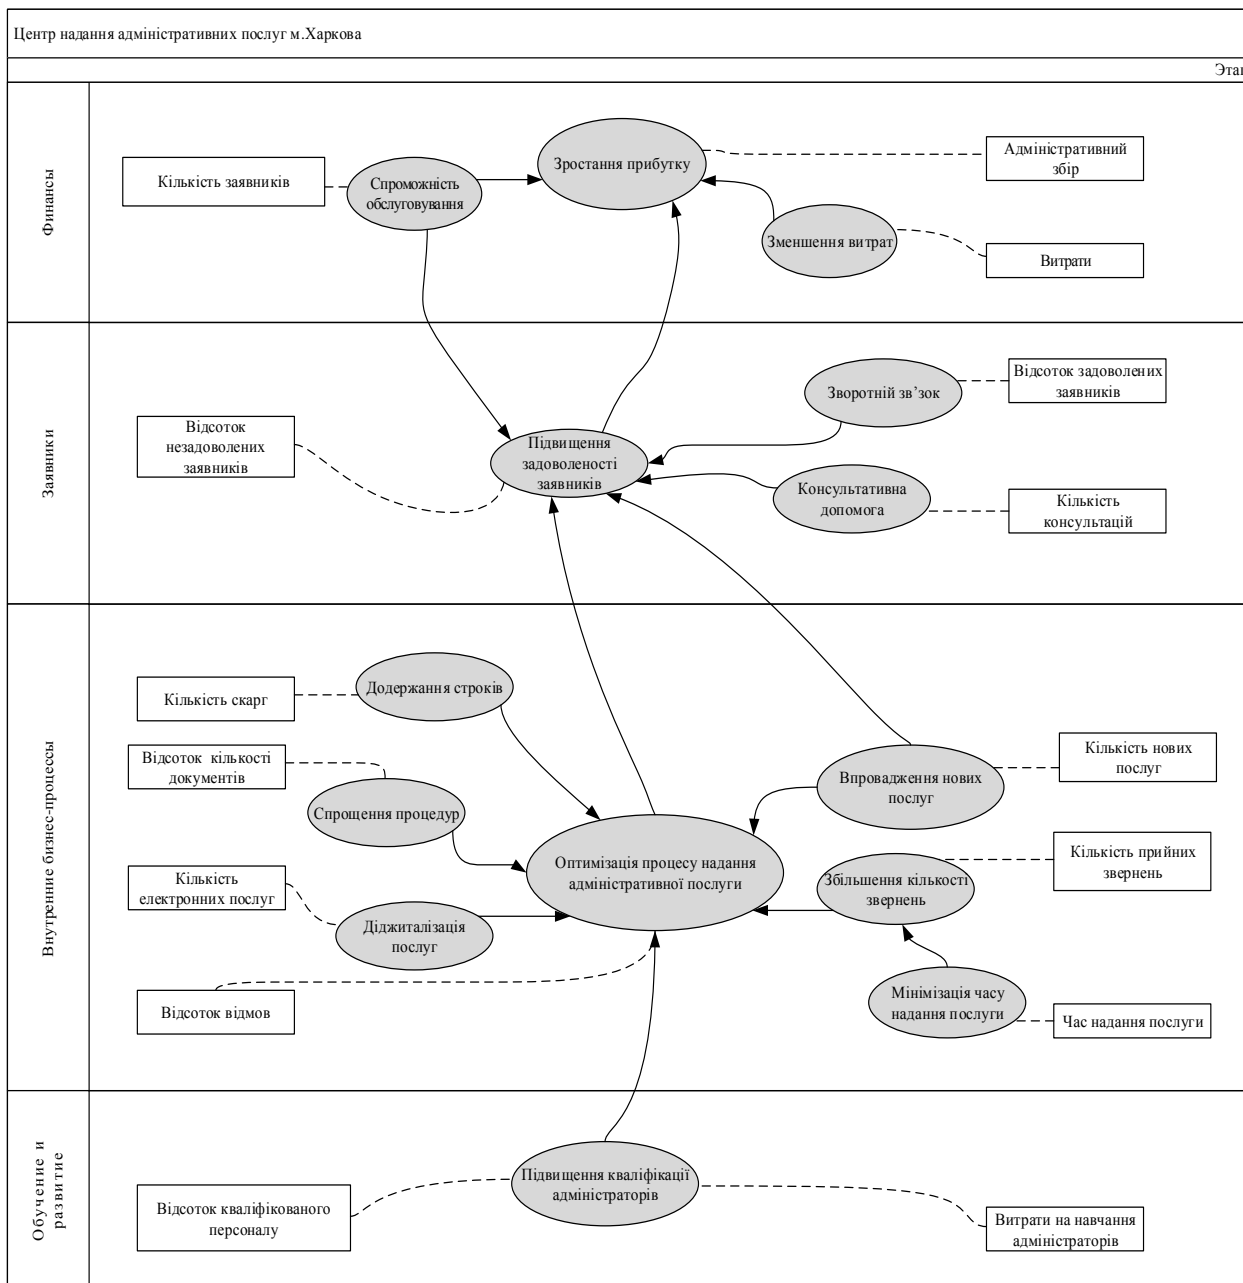 Центр надання адміністративних послуг м.Харкова
Этап
Финансы
Кількість заявників
Спроможність
обслуговування
Зростання прибутку
Адміністративний
збір
Зменшення витрат
Витрати
Заявники
Відсоток
незадоволених
заявників
Підвищення
задоволеності
заявників
Зворотній зв’зок
Відсоток задоволених
заявників
Консультативна
допомога
Кількість
консультацій
Внутренние бизнес-процессы
Кількість скарг
Додержання строків
Відсоток кількості
документів
Спрощення процедур
Кількість
електронних послуг
Діджиталізація
послуг
Відсоток відмов
Оптимізація процесу надання
адміністративної послуги
Впровадження нових
послуг
Кількість нових
послуг
Збільшення кількості
звернень
Кількість прийних
звернень
Мінімізація часу
надання послуги
Час надання послуги
Обучение и
развитие
Відсоток кваліфікованого
персоналу
Підвищення кваліфікації
адміністраторів
Витрати на навчання
адміністраторів